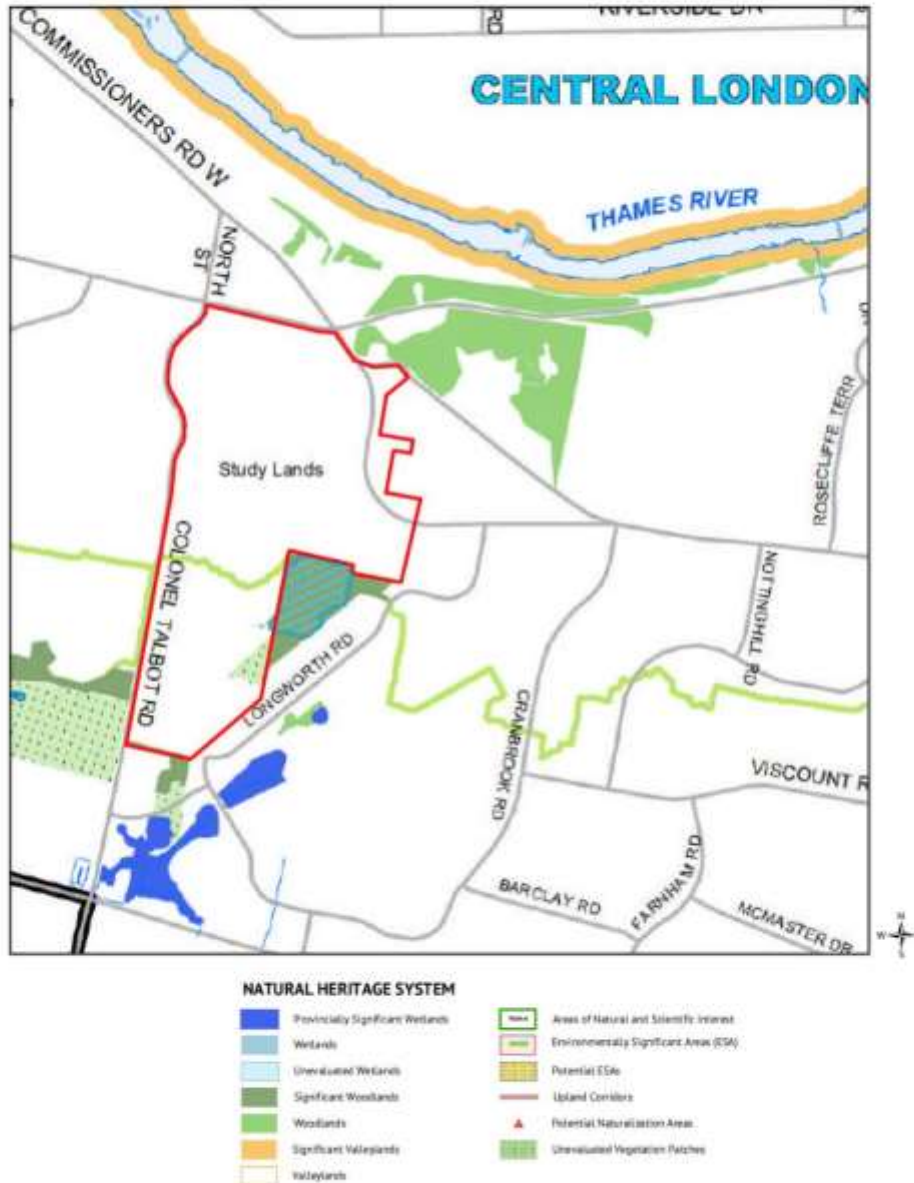 RIVERSIDE DR
RD
COMMISSIONERS RD W
CENTRAL LONDON
THAMES RIVER
NORTH
ST
Study Lands
ROSECLIFFE TERR
COLONEL TALBOT RD
NOTTINGHILL RD
LONGWORTH RD
CRANBROOK RD
VISCOUNT R
BARCLAY RD
FARNHAM RD
MCMASTER DR
N
W
NATURAL HERITAGE SYSTEM
Provincially Significant Wetlands
Wetlands
Unevaluated Wetlands
Significant Woodlands
Woodlands
Significant Valleylands
Valleylands
Areas of Natural and Scientific Interest
Environmentally Significant Areas (ESA)
Potential ESAs
Upland Corridors
Potential Naturalization Areas
Unevaluated Vegetation Patches